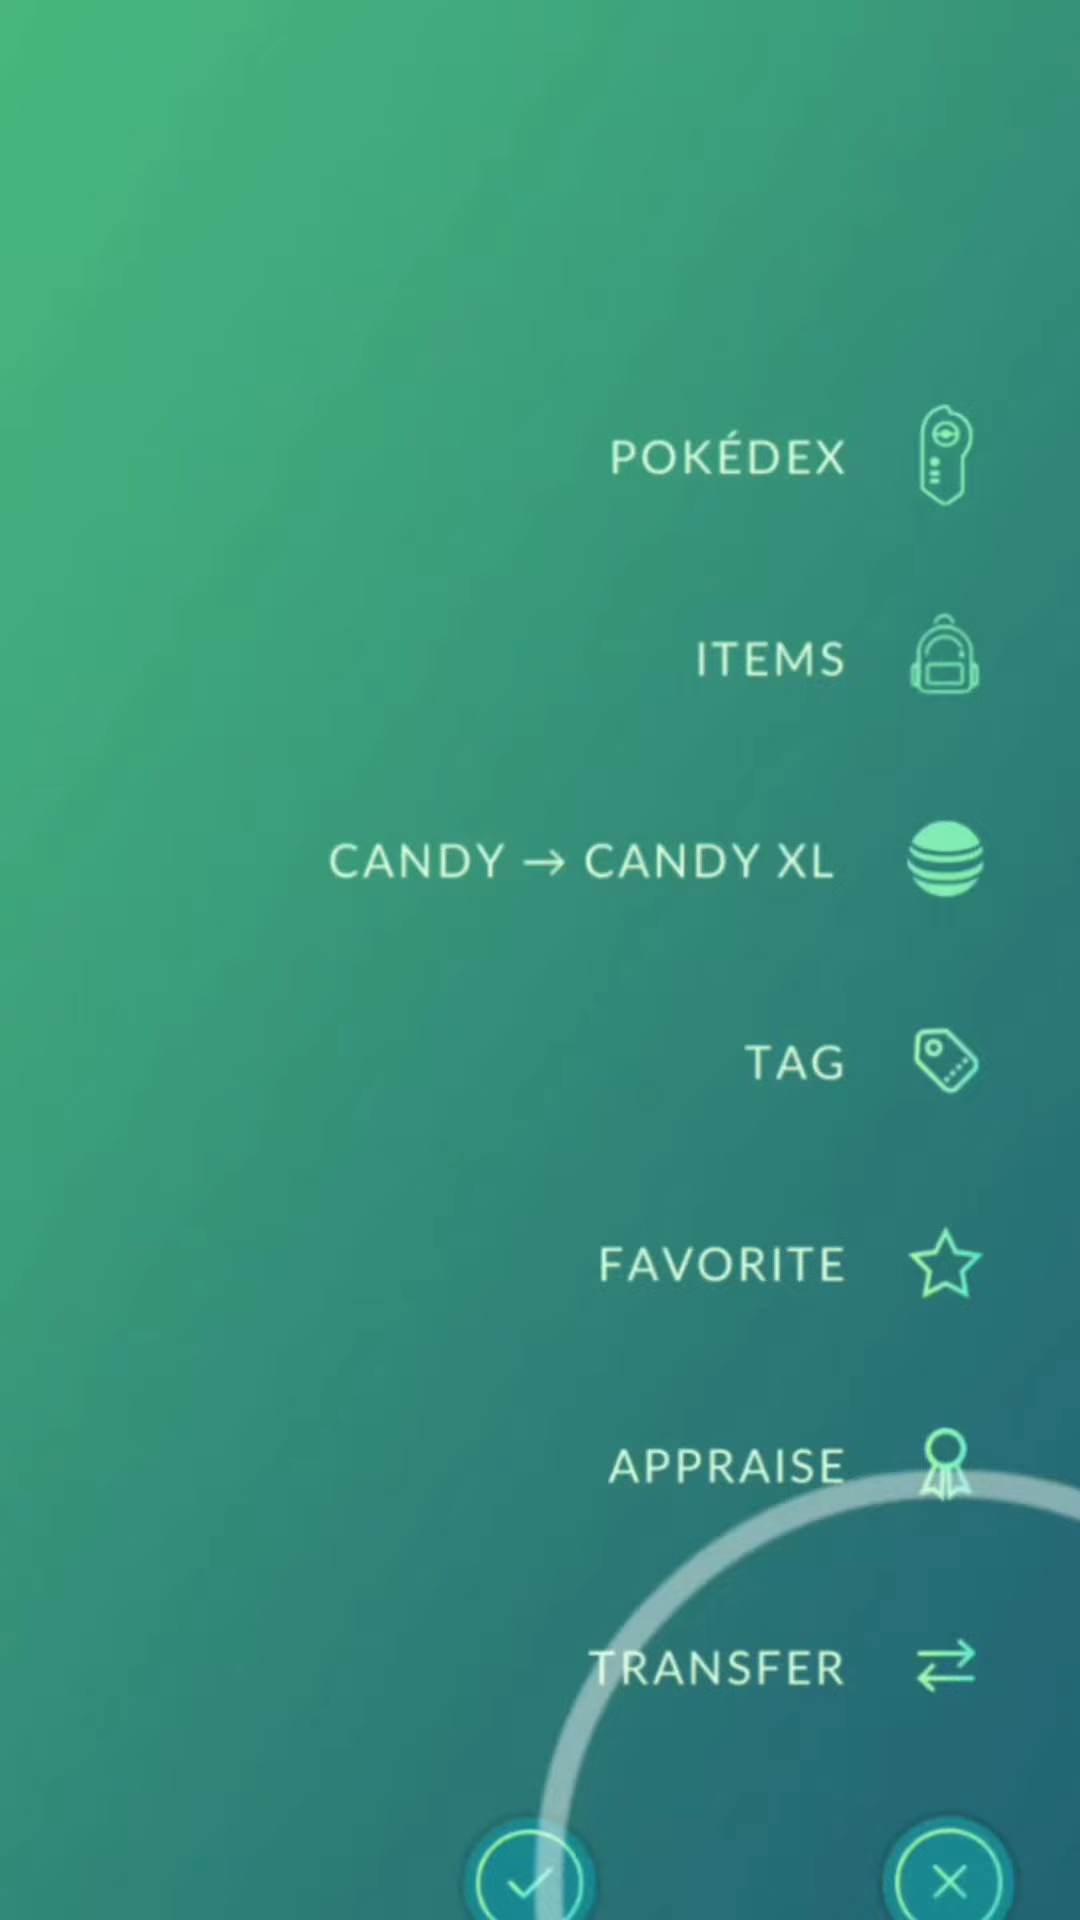 POKÉDEX
ITEMS
CANDY → CANDY XL
TAG
FAVORITE
APPRAISE
TRANSFER